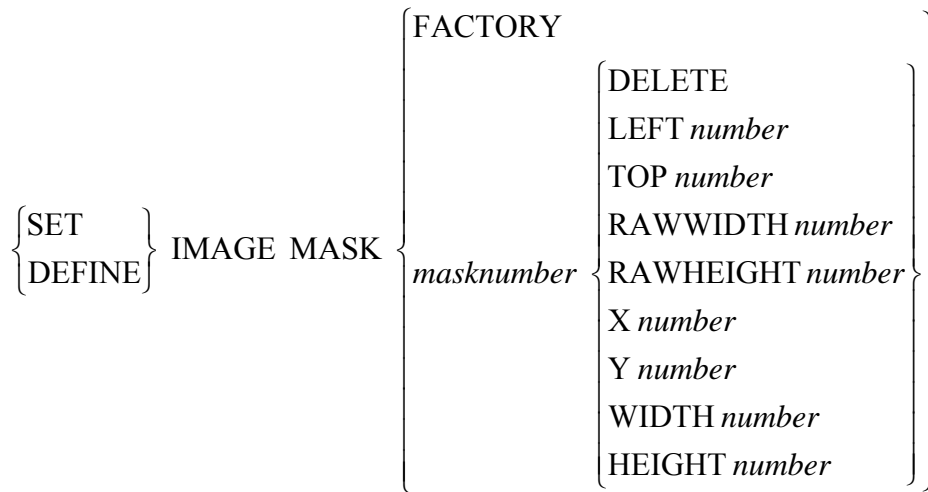 FACTORY
DELETE
LEFT number
TOP number
SET
RAWWIDTH number
IMAGE MASK
DEFINE
masknumber
RAWHEIGHT number
X number
Y number
WIDTH number
HEIGHT number